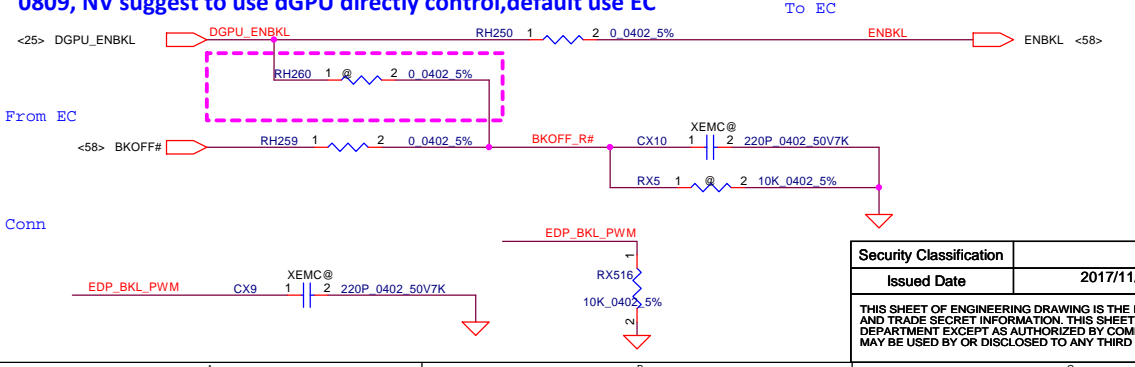 0809, NV suggest to use dGPU directly control,default use EC
To EC
<25> DGPU_ENBKL DGPU_ENBKL RH250 1 2 0_0402_5% ENBKL ENBKL <58>
RH260 1 @ 2 0_0402_5%
From EC
<58> BKOFF# RH259 1 2 0_0402_5% BKOFF_R# CX10 1 XEMC@ 2 220P_0402_50V7K
RX5 1 @ 2 10K_0402_5%
Conn
EDP_BKL_PWM
1
RX516
10K_0402_5%
2
XEMC@
EDP_BKL_PWM CX9 1 2 220P_0402_50V7K
Security Classification
Issued Date 2017/11
THIS SHEET OF ENGINEERING DRAWING IS THE
AND TRADE SECRET INFORMATION. THIS SHEET
DEPARTMENT EXCEPT AS AUTHORIZED BY COM
MAY BE USED BY OR DISCLOSED TO ANY THIRD